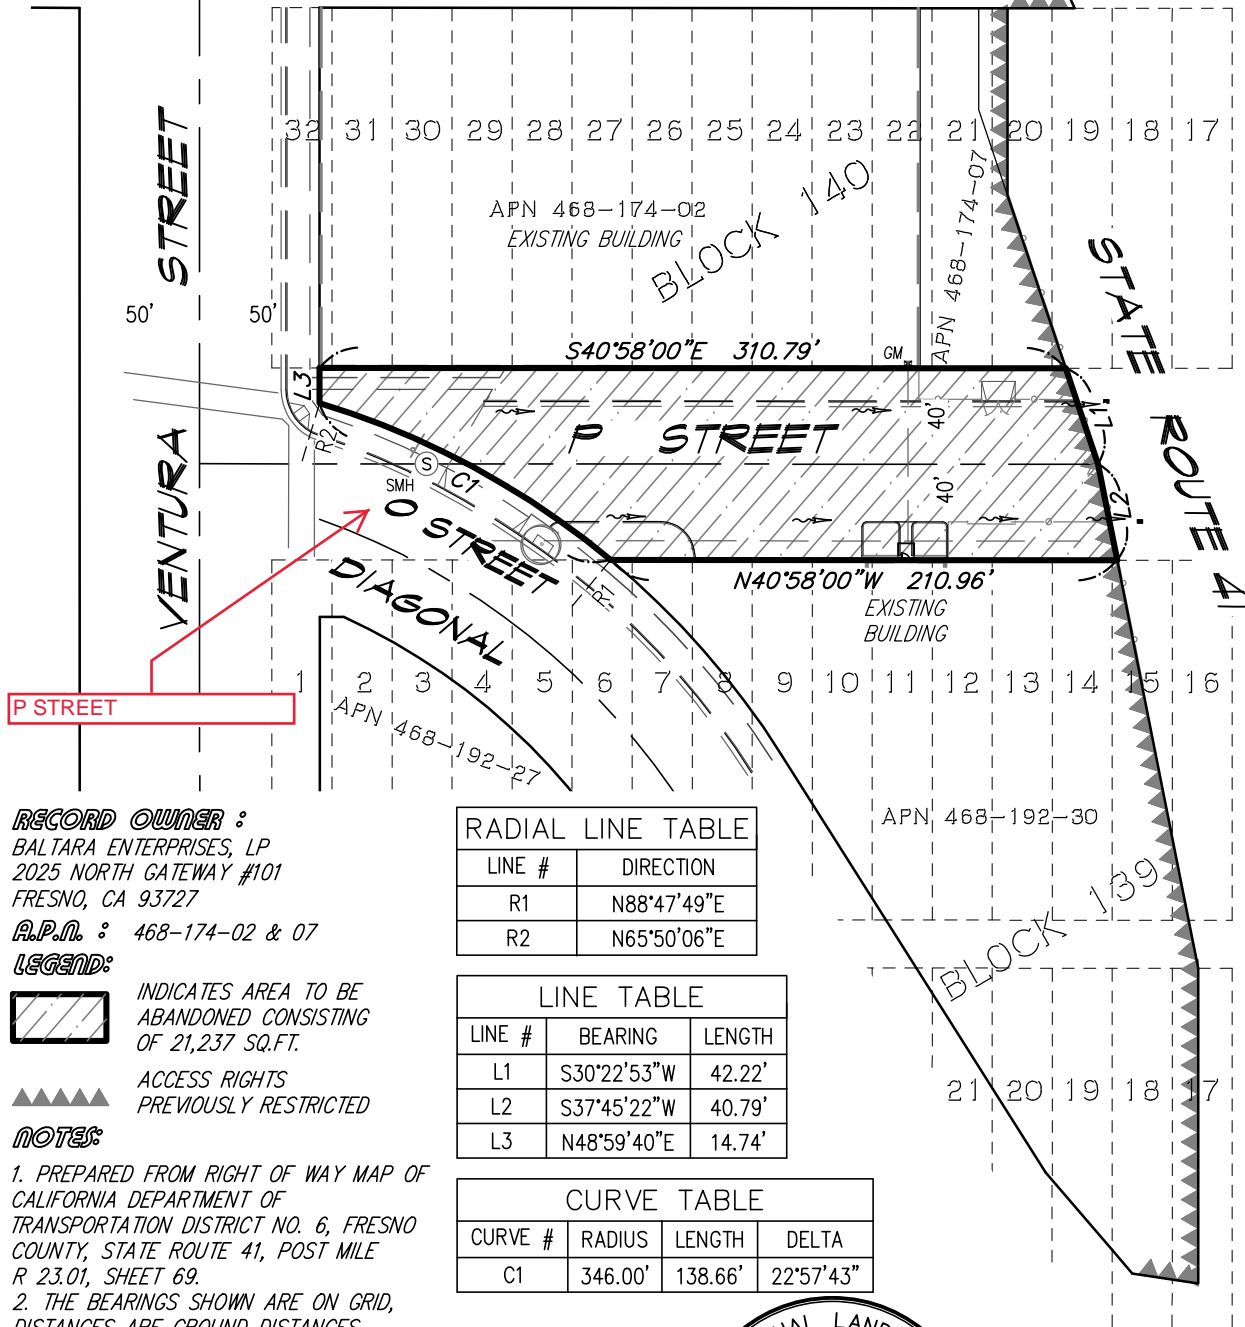 32 31 30 29 28 27 26 25 24 23 22 21 20 19 18 17
VENTURA STREET
50' 50'
APN 468-174-02
EXISTING BUILDING
BLOCK 140
APN 468-174-07
STATE ROUTE 41
S40°58'00"E 310.79'
GM
L3
R2
L1
L2
P STREET
40'
40'
S
SMH
C1
O STREET
DIAGONAL
R1
N40°58'00"W 210.96'
EXISTING
BUILDING
P STREET
1 2 3 4 5 6 7 8 9 10 11 12 13 14 15 16
APN 468-192-27
APN 468-192-30
BLOCK 139
21 20 19 18 17
RECORD OWNER :
BALTARA ENTERPRISES, LP
2025 NORTH GATEWAY #101
FRESNO, CA 93727
A.P.N. : 468-174-02 & 07
LEGEND:
INDICATES AREA TO BE
ABANDONED CONSISTING
OF 21,237 SQ.FT.
ACCESS RIGHTS
PREVIOUSLY RESTRICTED
NOTES:
1. PREPARED FROM RIGHT OF WAY MAP OF
CALIFORNIA DEPARTMENT OF
TRANSPORTATION DISTRICT NO. 6, FRESNO
COUNTY, STATE ROUTE 41, POST MILE
R 23.01, SHEET 69.
2. THE BEARINGS SHOWN ARE ON GRID,
DISTANCES ARE GROUND DISTANCES
RADIAL LINE TABLE
LINE # DIRECTION
R1 N88°47'49"E
R2 N65°50'06"E
LINE TABLE
LINE # BEARING LENGTH
L1 S30°22'53"W 42.22'
L2 S37°45'22"W 40.79'
L3 N48°59'40"E 14.74'
CURVE TABLE
CURVE # RADIUS LENGTH DELTA
C1 346.00' 138.66' 22°57'43"
LAND